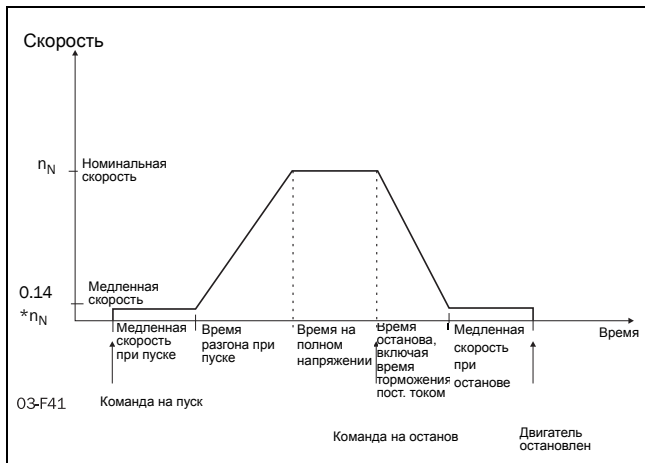 Скорость
n_N
Номинальная
скорость
0.14
*n_N
Медленная
скорость
Медленная
скорость
при пуске
Время
разгона при
пуске
Время на
полном
напряжении
Время
останова,
включая
время
торможения
пост. током
Медленная
скорость
при
останове
Время
03-F41
Команда на пуск
Команда на останов
Двигатель
остановлен